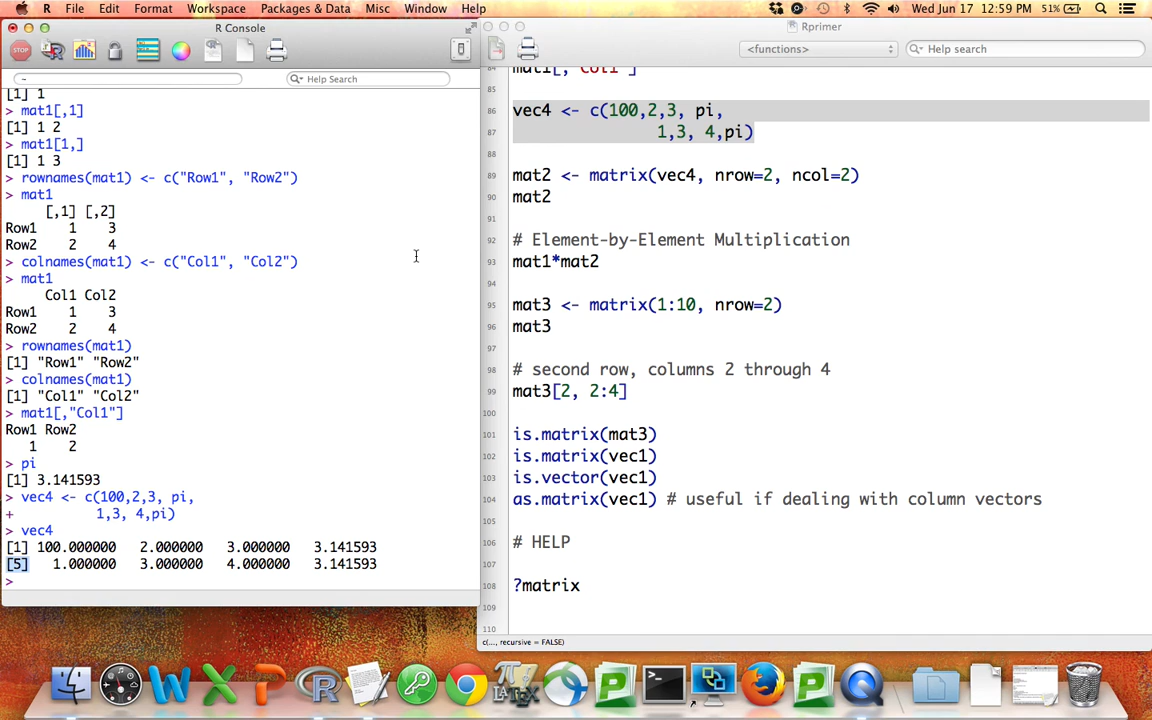 R File Edit Format Workspace Packages & Data Misc Window Help Wed Jun 17 12:59 PM 51%
R Console
STOP
~
Help Search
[1] 1
> mat1[,1]
[1] 1 2
> mat1[1,]
[1] 1 3
> rownames(mat1) <- c("Row1", "Row2")
> mat1
[,1] [,2]
Row1 1 3
Row2 2 4
> colnames(mat1) <- c("Col1", "Col2")
> mat1
Col1 Col2
Row1 1 3
Row2 2 4
> rownames(mat1)
[1] "Row1" "Row2"
> colnames(mat1)
[1] "Col1" "Col2"
> mat1[,"Col1"]
Row1 Row2
1 2
> pi
[1] 3.141593
> vec4 <- c(100,2,3, pi,
+ 1,3, 4,pi)
> vec4
[1] 100.000000 2.000000 3.000000 3.141593
[5] 1.000000 3.000000 4.000000 3.141593
>
Rprimer
<functions>
Help search
84 mat1[,"Col1"]
85
86 vec4 <- c(100,2,3, pi,
87 1,3, 4,pi)
88
89 mat2 <- matrix(vec4, nrow=2, ncol=2)
90 mat2
91
92 # Element-by-Element Multiplication
93 mat1*mat2
94
95 mat3 <- matrix(1:10, nrow=2)
96 mat3
97
98 # second row, columns 2 through 4
99 mat3[2, 2:4]
100
101 is.matrix(mat3)
102 is.matrix(vec1)
103 is.vector(vec1)
104 as.matrix(vec1) # useful if dealing with column vectors
105
106 # HELP
107
108 ?matrix
109
110
c(..., recursive = FALSE)